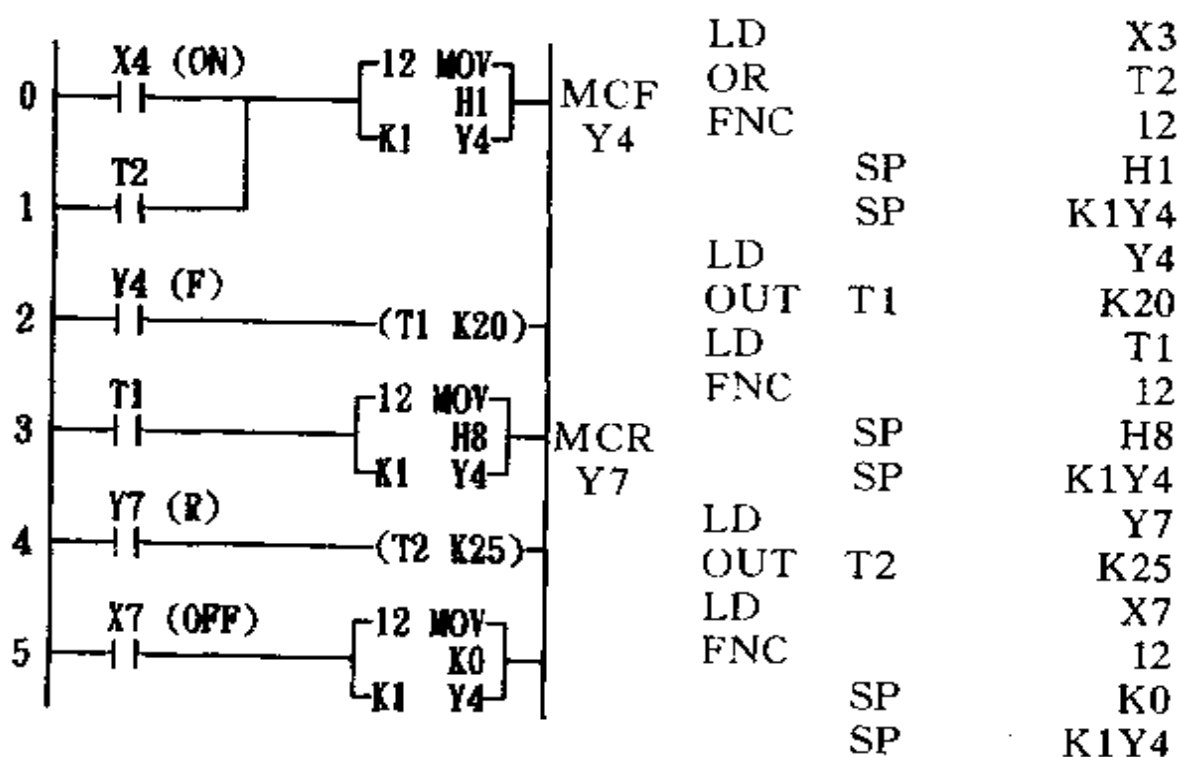 X4 (ON)
0
12 MOV
H1
K1 Y4
MCF
Y4
T2
1
Y4 (F)
2
(T1 K20)
T1
3
12 MOV
H8
K1 Y4
MCR
Y7
Y7 (R)
4
(T2 K25)
X7 (OFF)
5
12 MOV
K0
K1 Y4
LD X3
OR T2
FNC 12
SP H1
SP K1Y4
LD Y4
OUT T1 K20
LD T1
FNC 12
SP H8
SP K1Y4
LD Y7
OUT T2 K25
LD X7
FNC 12
SP K0
SP K1Y4